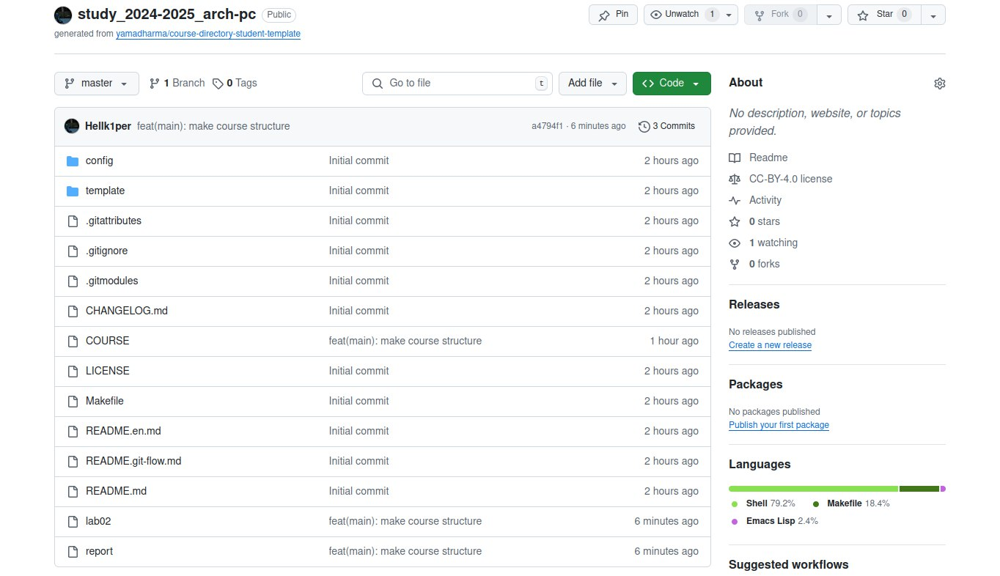 study_2024-2025_arch-pc Public
Pin Unwatch 1 Fork 0 Star 0
generated from yamadharma/course-directory-student-template
master 1 Branch 0 Tags Go to file t Add file Code
Hellk1per feat(main): make course structure a4794f1 · 6 minutes ago 3 Commits
config Initial commit 2 hours ago
template Initial commit 2 hours ago
.gitattributes Initial commit 2 hours ago
.gitignore Initial commit 2 hours ago
.gitmodules Initial commit 2 hours ago
CHANGELOG.md Initial commit 2 hours ago
COURSE feat(main): make course structure 1 hour ago
LICENSE Initial commit 2 hours ago
Makefile Initial commit 2 hours ago
README.en.md Initial commit 2 hours ago
README.git-flow.md Initial commit 2 hours ago
README.md Initial commit 2 hours ago
lab02 feat(main): make course structure 6 minutes ago
report feat(main): make course structure 6 minutes ago
About
No description, website, or topics
provided.
Readme
CC-BY-4.0 license
Activity
0 stars
1 watching
0 forks
Releases
No releases published
Create a new release
Packages
No packages published
Publish your first package
Languages
Shell 79.2% Makefile 18.4%
Emacs Lisp 2.4%
Suggested workflows